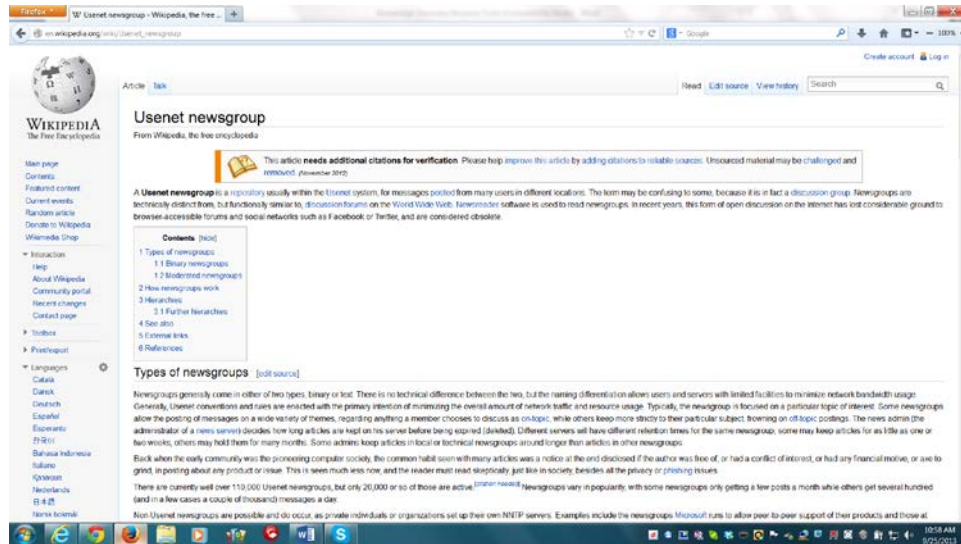 Firefox
Usenet newsgroup - Wikipedia, the free ...
en.wikipedia.org/wiki/Usenet_newsgroup
Google
100%
Create account Log in
Article Talk
Read Edit source View history Search
WIKIPEDIA
The Free Encyclopedia
Main page
Contents
Featured content
Current events
Random article
Donate to Wikipedia
Wikimedia Shop
Interaction
Help
About Wikipedia
Community portal
Recent changes
Contact page
Toolbox
Print/export
Languages
Català
Dansk
Deutsch
Español
Esperanto
한국어
Bahasa Indonesia
Italiano
Nederlands
日本語
Norsk bokmål
Usenet newsgroup
From Wikipedia, the free encyclopedia
This article needs additional citations for verification. Please help improve this article by adding citations to reliable sources. Unsourced material may be challenged and
removed. (November 2012)
A Usenet newsgroup is a repository usually within the Usenet system, for messages posted from many users in different locations. The term may be confusing to some, because it is in fact a discussion group. Newsgroups are
technically distinct from, but functionally similar to, discussion forums on the World Wide Web. Newsreader software is used to read newsgroups. In recent years, this form of open discussion on the internet has lost considerable ground to
browser-accessible forums and social networks such as Facebook or Twitter, and are considered obsolete.
Contents [hide]
1 Types of newsgroups
1.1 Binary newsgroups
1.2 Moderated newsgroups
2 How newsgroups work
3 Hierarchies
3.1 Further hierarchies
4 See also
5 External links
6 References
Types of newsgroups [edit source]
Newsgroups generally come in either of two types, binary or text. There is no technical difference between the two, but the naming differentiation allows users and servers with limited facilities to minimize network bandwidth usage.
Generally, Usenet conventions and rules are enacted with the primary intention of minimizing the overall amount of network traffic and resource usage. Typically, the newsgroup is focused on a particular topic of interest. Some newsgroups
allow the posting of messages on a wide variety of themes, regarding anything a member chooses to discuss as on-topic, while others keep more strictly to their particular subject, frowning on off-topic postings. The news admin (the
administrator of a news server) decides how long articles are kept on his server before being expired (deleted). Different servers will have different retention times for the same newsgroup; some may keep articles for as little as one or
two weeks, others may hold them for many months. Some admins keep articles in local or technical newsgroups around longer than articles in other newsgroups.
Back when the early community was the pioneering computer society, the common habit seen with many articles was a notice at the end disclosed if the author was free of, or had a conflict of interest, or had any financial motive, or axe to
grind, in posting about any product or issue. This is seen much less now, and the reader must read skeptically, just like in society, besides all the privacy or phishing issues.
There are currently well over 110,000 Usenet newsgroups, but only 20,000 or so of those are active.[citation needed] Newsgroups vary in popularity, with some newsgroups only getting a few posts a month while others get several hundred
(and in a few cases a couple of thousand) messages a day.
Non-Usenet newsgroups are possible and do occur, as private individuals or organizations set up their own NNTP servers. Examples include the newsgroups Microsoft runs to allow peer-to-peer support of their products and those at
10:58 AM
9/25/2013